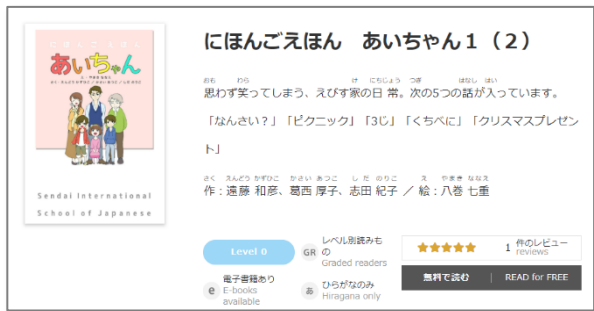 にほんごえほん
あいちゃん
Sendai International
School of Japanese
にほんごえほん　あいちゃん１（２）
おも わら け にちじょう つぎ はなし はい
思わず笑ってしまう、えびす家の日常。次の5つの話が入っています。
「なんさい？」「ピクニック」「3じ」「くちべに」「クリスマスプレゼン
ト」
さく えんどう かずひこ かさい あつこ しだ のりこ え やまき ななえ
作：遠藤 和彦、葛西 厚子、志田 紀子 ／ 絵：八巻 七重
Level 0
GR レベル別読みもの
Graded readers
★★★★★ 1 件のレビュー
reviews
e 電子書籍あり
E-books
available
あ ひらがなのみ
Hiragana only
無料で読む | READ for FREE